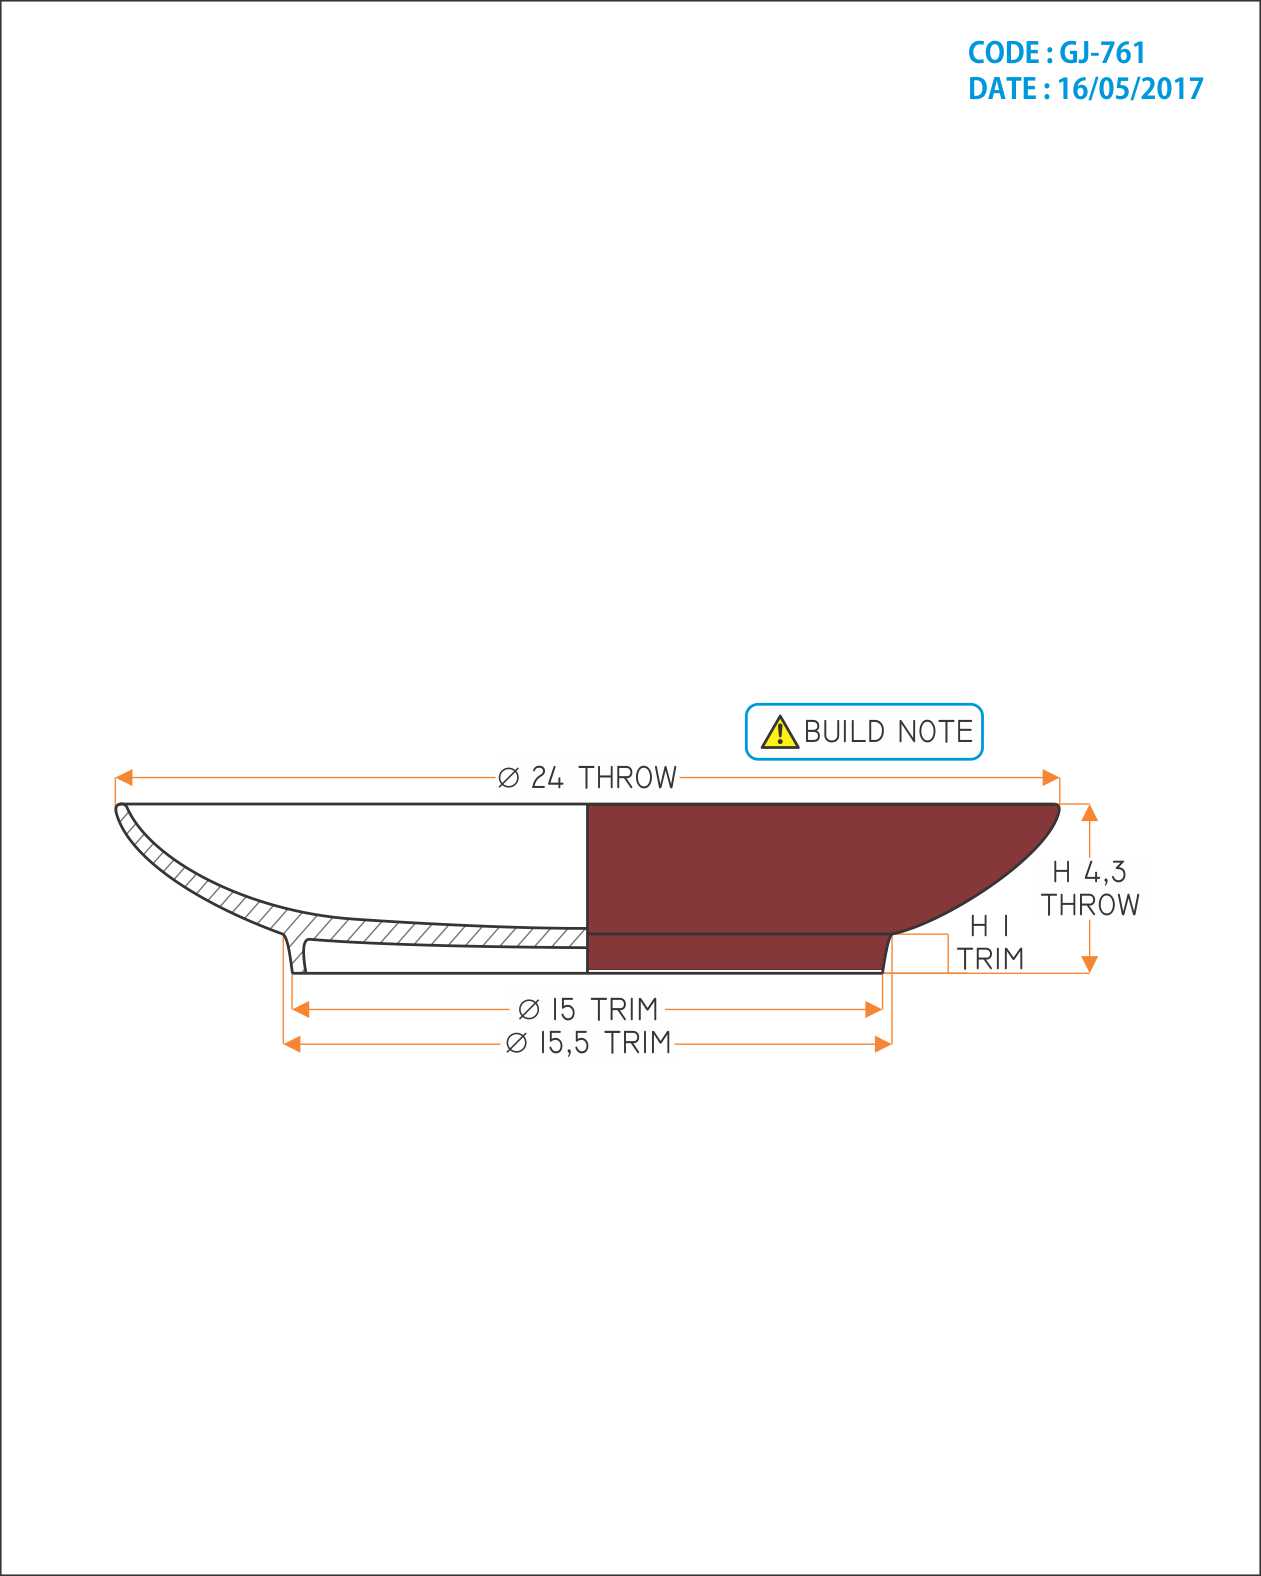 CODE : GJ-761
DATE : 16/05/2017
BUILD NOTE
Ø 24 THROW
H 4,3
THROW
H 1
TRIM
Ø 15 TRIM
Ø 15,5 TRIM